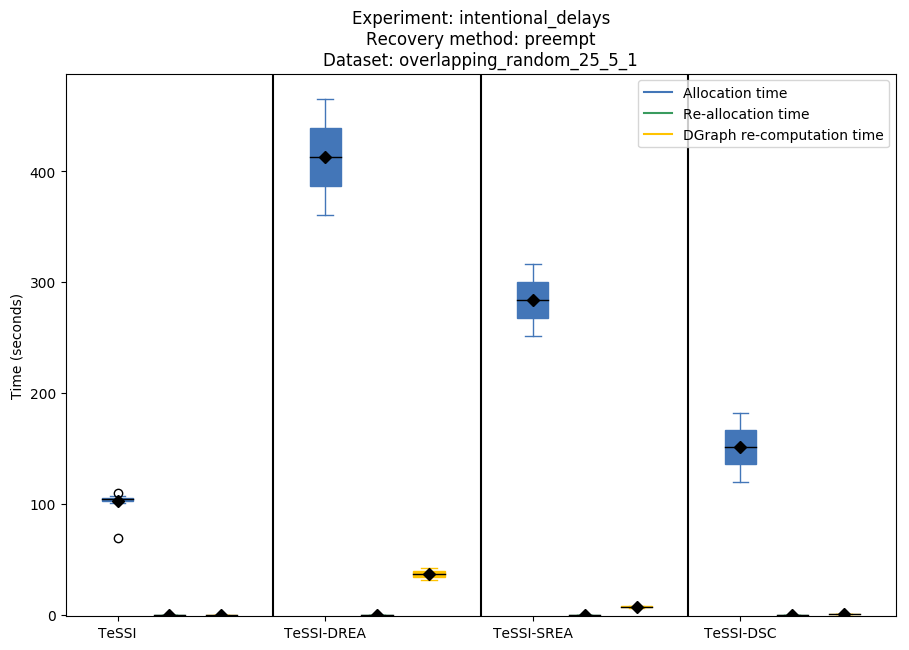 Experiment: intentional_delays
Recovery method: preempt
Dataset: overlapping_random_25_5_1
Allocation time
Re-allocation time
DGraph re-computation time
Time (seconds)
400
300
200
100
0
TeSSI
TeSSI-DREA
TeSSI-SREA
TeSSI-DSC